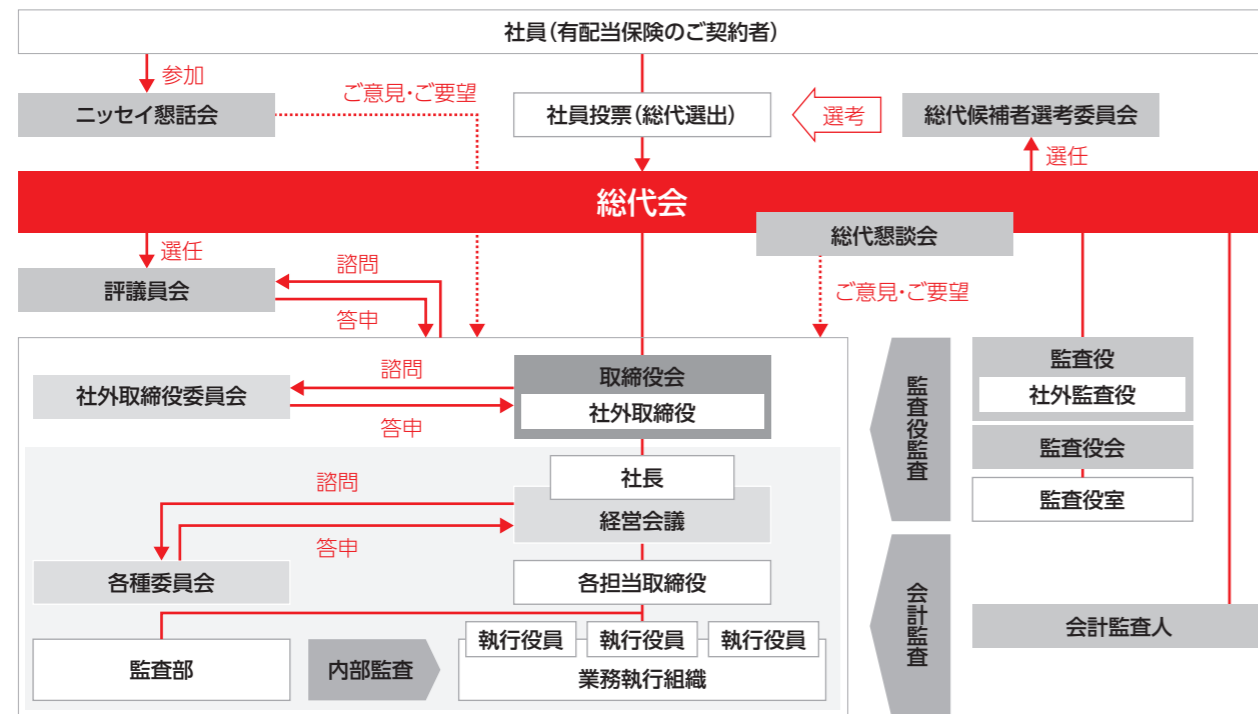 社員(有配当保険のご契約者)
参加
ニッセイ懇話会
ご意見・ご要望
社員投票(総代選出)
選考
総代候補者選考委員会
選任
総代会
総代懇談会
選任
評議員会
諮問
答申
ご意見・ご要望
社外取締役委員会
諮問
答申
取締役会
社外取締役
監査役監査
監査役
社外監査役
監査役会
監査役室
社長
経営会議
諮問
答申
各種委員会
各担当取締役
会計監査
会計監査人
監査部
内部監査
執行役員 執行役員 執行役員
業務執行組織